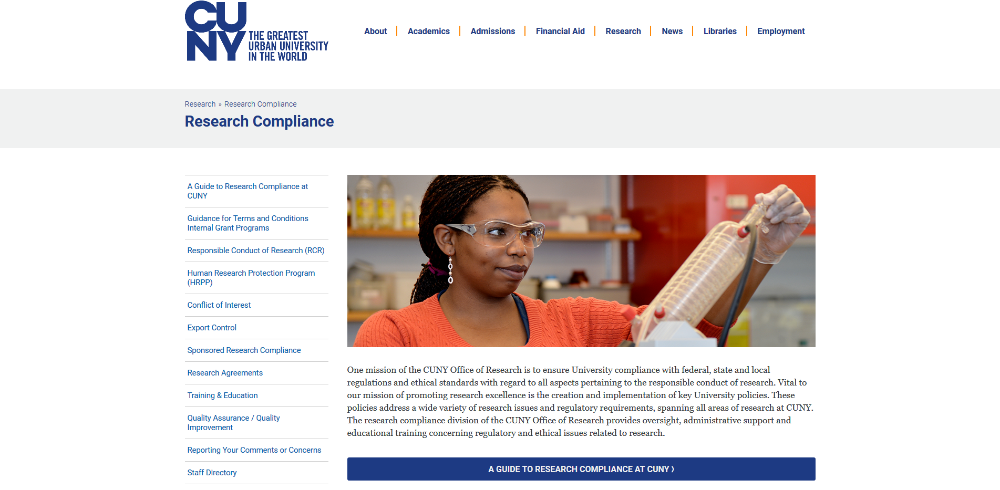 CU
NY
THE GREATEST
URBAN UNIVERSITY
IN THE WORLD
About
Academics
Admissions
Financial Aid
Research
News
Libraries
Employment
Research » Research Compliance
Research Compliance
A Guide to Research Compliance at
CUNY
Guidance for Terms and Conditions
Internal Grant Programs
Responsible Conduct of Research (RCR)
Human Research Protection Program
(HRPP)
Conflict of Interest
Export Control
Sponsored Research Compliance
Research Agreements
Training & Education
Quality Assurance / Quality
Improvement
Reporting Your Comments or Concerns
Staff Directory
One mission of the CUNY Office of Research is to ensure University compliance with federal, state and local
regulations and ethical standards with regard to all aspects pertaining to the responsible conduct of research. Vital to
our mission of promoting research excellence is the creation and implementation of key University policies. These
policies address a wide variety of research issues and regulatory requirements, spanning all areas of research at CUNY.
The research compliance division of the CUNY Office of Research provides oversight, administrative support and
educational training concerning regulatory and ethical issues related to research.
A GUIDE TO RESEARCH COMPLIANCE AT CUNY ⟩